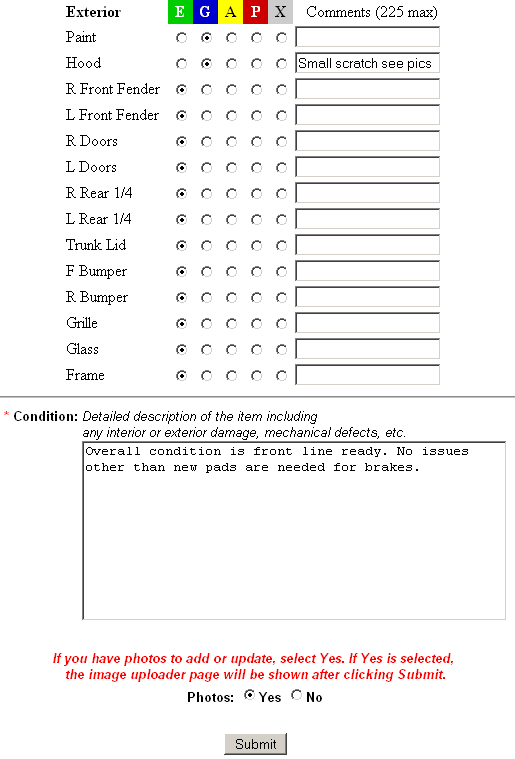 Exterior E G A P X Comments (225 max)
Paint
Hood Small scratch see pics
R Front Fender
L Front Fender
R Doors
L Doors
R Rear 1/4
L Rear 1/4
Trunk Lid
F Bumper
R Bumper
Grille
Glass
Frame
* Condition: Detailed description of the item including
any interior or exterior damage, mechanical defects, etc.
Overall condition is front line ready. No issues
other than new pads are needed for brakes.
If you have photos to add or update, select Yes. If Yes is selected,
the image uploader page will be shown after clicking Submit.
Photos: Yes No
Submit